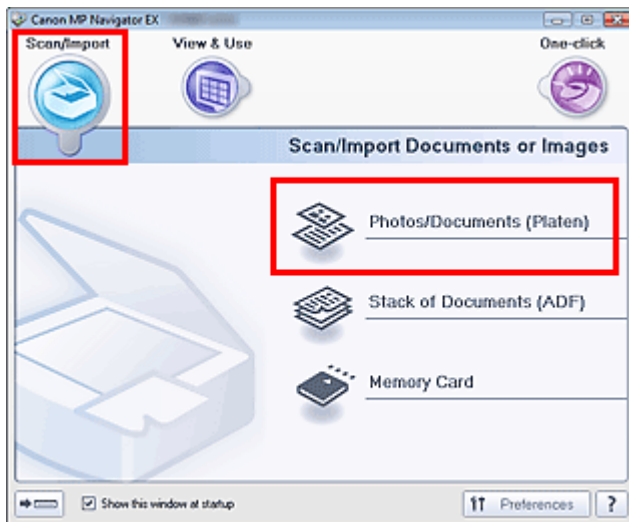 Canon MP Navigator EX
Scan/Import
View & Use
One-click
Scan/Import Documents or Images
Photos/Documents (Platen)
Stack of Documents (ADF)
Memory Card
Show this window at startup
Preferences
?